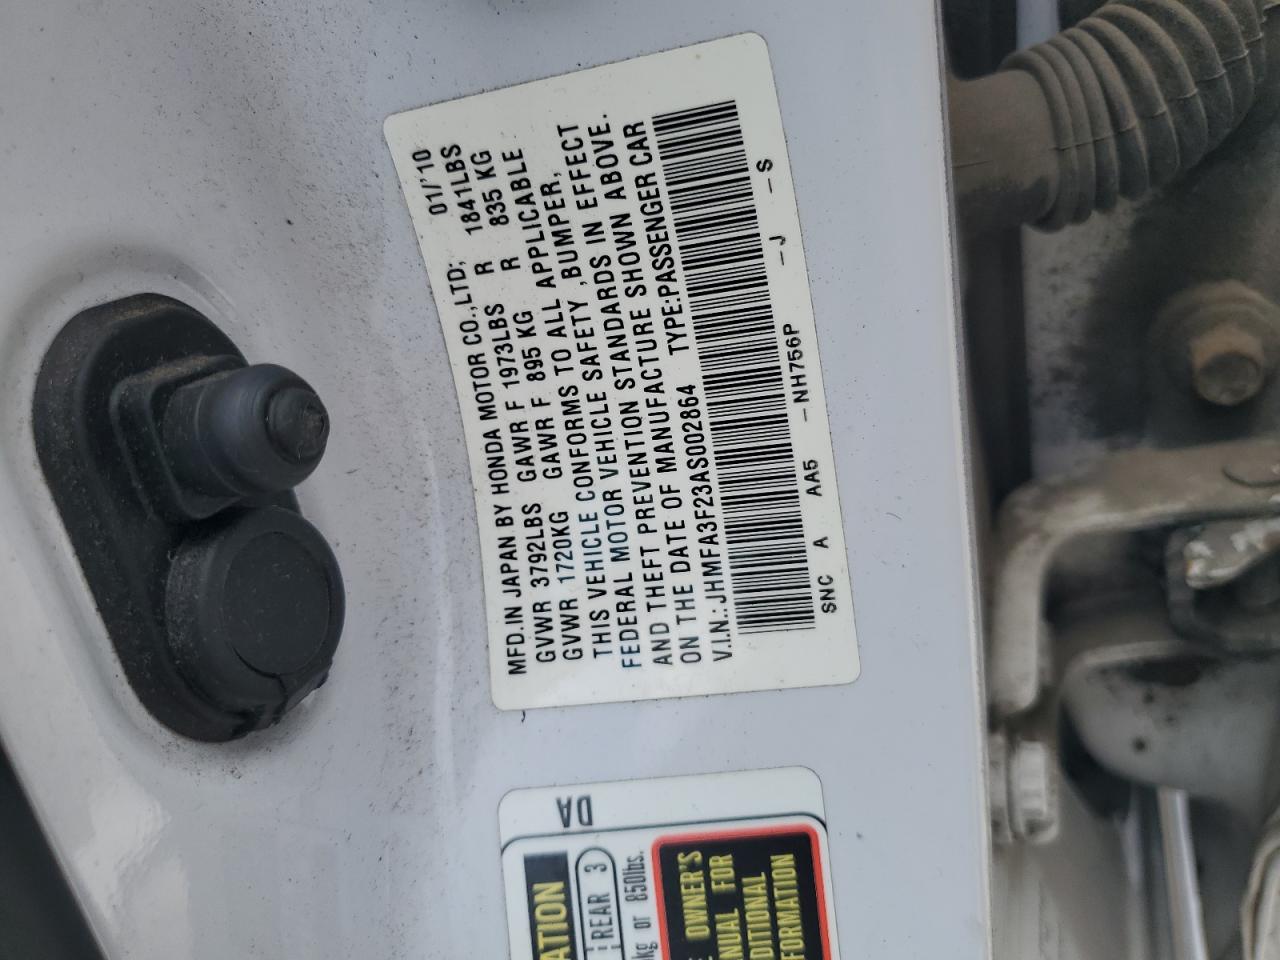 MFD.IN JAPAN BY HONDA MOTOR CO.,LTD; 01/'10
GVWR 3792LBS GAWR F 1973LBS R 1841LBS
GVWR 1720KG GAWR F 895 KG R 835 KG
THIS VEHICLE CONFORMS TO ALL APPLICABLE
FEDERAL MOTOR VEHICLE SAFETY ,BUMPER,
AND THEFT PREVENTION STANDARDS IN EFFECT
ON THE DATE OF MANUFACTURE SHOWN ABOVE.
V.I.N.:JHMFA3F23AS002864 TYPE:PASSENGER CAR
SNC A AA5 -NH756P -J -S
DA
ATION
REAR 3
kg or 850lbs.
OWNER'S
NUAL FOR
DITIONAL
FORMATION